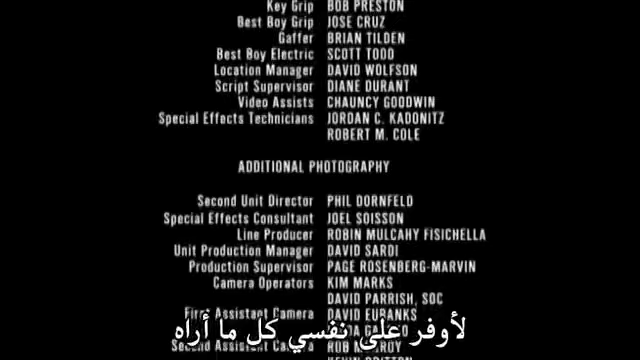 Key Grip BOB PRESTON
Best Boy Grip JOSE CRUZ
Gaffer BRIAN TILDEN
Best Boy Electric SCOTT TODD
Location Manager DAVID WOLFSON
Script Supervisor DIANE DURANT
Video Assists CHAUNCY GOODWIN
Special Effects Technicians JORDAN C. KADONITZ
ROBERT M. COLE
ADDITIONAL PHOTOGRAPHY
Second Unit Director PHIL DORNFELD
Special Effects Consultant JOEL SOISSON
Line Producer ROBIN MULCAHY FISICHELLA
Unit Production Manager DAVID SARDI
Production Supervisor PAGE ROSENBERG-MARVIN
Camera Operators KIM MARKS
DAVID PARRISH, SOC
First Assistant Camera DAVID EUBANKS
لأوفر على نفسي كل ما أراه
Second Assistant Camera ROB